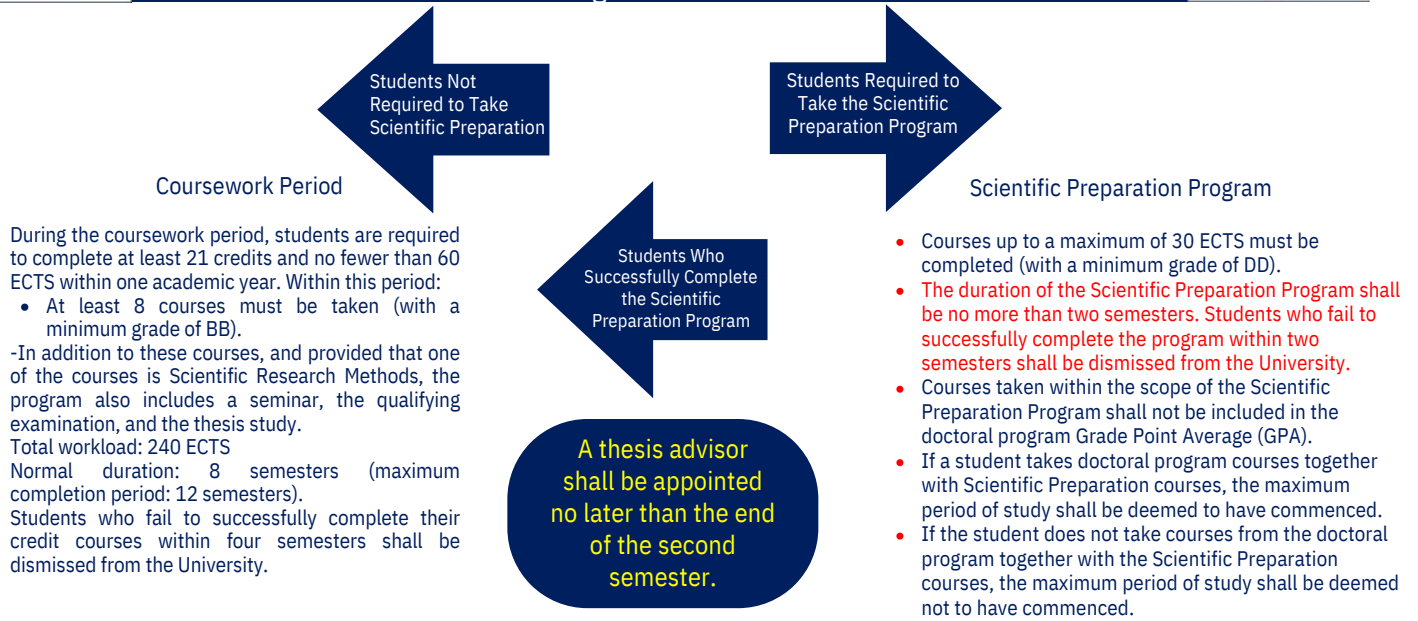 Students Not
Required to Take
Scientific Preparation
Students Required to
Take the Scientific
Preparation Program
Coursework Period
During the coursework period, students are required
to complete at least 21 credits and no fewer than 60
ECTS within one academic year. Within this period:
• At least 8 courses must be taken (with a
minimum grade of BB).
-In addition to these courses, and provided that one
of the courses is Scientific Research Methods, the
program also includes a seminar, the qualifying
examination, and the thesis study.
Total workload: 240 ECTS
Normal duration: 8 semesters (maximum
completion period: 12 semesters).
Students who fail to successfully complete their
credit courses within four semesters shall be
dismissed from the University.
Students Who
Successfully Complete
the Scientific
Preparation Program
A thesis advisor
shall be appointed
no later than the end
of the second
semester.
Scientific Preparation Program
• Courses up to a maximum of 30 ECTS must be
completed (with a minimum grade of DD).
• The duration of the Scientific Preparation Program shall
be no more than two semesters. Students who fail to
successfully complete the program within two
semesters shall be dismissed from the University.
• Courses taken within the scope of the Scientific
Preparation Program shall not be included in the
doctoral program Grade Point Average (GPA).
• If a student takes doctoral program courses together
with Scientific Preparation courses, the maximum
period of study shall be deemed to have commenced.
• If the student does not take courses from the doctoral
program together with the Scientific Preparation
courses, the maximum period of study shall be deemed
not to have commenced.